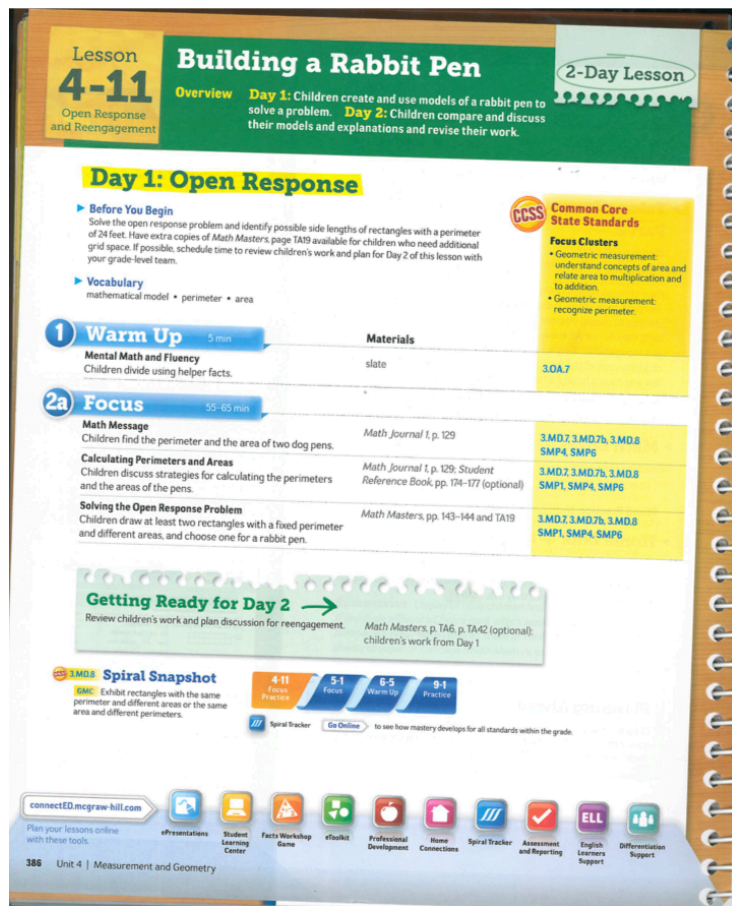 Lesson
4-11
Open Response
and Reengagement
Building a Rabbit Pen
2-Day Lesson
Overview Day 1: Children create and use models of a rabbit pen to
solve a problem. Day 2: Children compare and discuss
their models and explanations and revise their work.
Day 1: Open Response
Before You Begin
Solve the open response problem and identify possible side lengths of rectangles with a perimeter
of 24 feet. Have extra copies of Math Masters, page TA19 available for children who need additional
grid space. If possible, schedule time to review children's work and plan for Day 2 of this lesson with
your grade-level team.
Vocabulary
mathematical model • perimeter • area
CCSS Common Core
State Standards
Focus Clusters
• Geometric measurement:
understand concepts of area and
relate area to multiplication and
to addition.
• Geometric measurement:
recognize perimeter.
1 Warm Up 5 min
Materials
Mental Math and Fluency
Children divide using helper facts.
slate
3.OA.7
2a Focus 55–65 min
Math Message
Children find the perimeter and the area of two dog pens.
Math Journal 1, p. 129
3.MD.7, 3.MD.7b, 3.MD.8
SMP4, SMP6
Calculating Perimeters and Areas
Children discuss strategies for calculating the perimeters
and the areas of the pens.
Math Journal 1, p. 129; Student
Reference Book, pp. 174–177 (optional)
3.MD.7, 3.MD.7b, 3.MD.8
SMP1, SMP4, SMP6
Solving the Open Response Problem
Children draw at least two rectangles with a fixed perimeter
and different areas, and choose one for a rabbit pen.
Math Masters, pp. 143–144 and TA19
3.MD.7, 3.MD.7b, 3.MD.8
SMP1, SMP4, SMP6
Getting Ready for Day 2
Review children's work and plan discussion for reengagement.
Math Masters, p. TA6, p. TA42 (optional);
children's work from Day 1
CCSS 3.MD.8 Spiral Snapshot
GMC Exhibit rectangles with the same
perimeter and different areas or the same
area and different perimeters.
4-11
Focus
Practice
5-1
Focus
6-5
Warm Up
9-1
Practice
Spiral Tracker
Go Online to see how mastery develops for all standards within the grade.
connectED.mcgraw-hill.com
Plan your lessons online
with these tools.
ePresentations
Student
Learning
Center
Facts Workshop
Game
eToolkit
Professional
Development
Home
Connections
Spiral Tracker
Assessment
and Reporting
ELL
English
Learners
Support
Differentiation
Support
386 Unit 4 | Measurement and Geometry